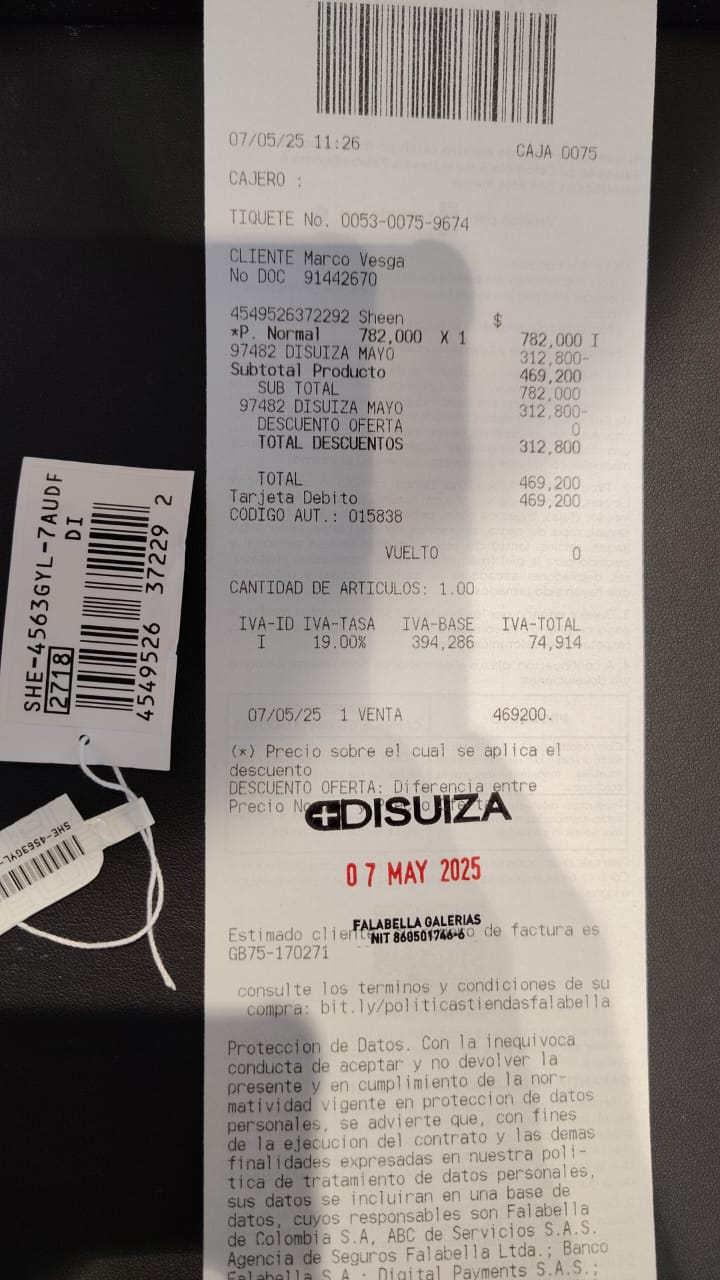 07/05/25 11:26 CAJA 0075
CAJERO :
TIQUETE No. 0053-0075-9674
CLIENTE Marco Vesga
No DOC 91442670
4549526372292 Sheen $
*P. Normal 782,000 X 1 782,000 I
97482 DISUIZA MAYO 312,800-
Subtotal Producto 469,200
SUB TOTAL 782,000
97482 DISUIZA MAYO 312,800-
DESCUENTO OFERTA 0
TOTAL DESCUENTOS 312,800
TOTAL 469,200
Tarjeta Debito 469,200
CODIGO AUT.: 015838
VUELTO 0
CANTIDAD DE ARTICULOS: 1.00
IVA-ID IVA-TASA IVA-BASE IVA-TOTAL
I 19.00% 394,286 74,914
07/05/25 1 VENTA 469200.
(*) Precio sobre el cual se aplica el
descuento
DESCUENTO OFERTA: Diferencia entre
Precio
DISUIZA
07 MAY 2025
FALABELLA GALERIAS
NIT 860501746-6
Estimado de factura es
GB75-170271
consulte los terminos y condiciones de su
compra: bit.ly/politicastiendasfalabella
Proteccion de Datos. Con la inequivoca
conducta de aceptar y no devolver la
presente y en cumplimiento de la nor-
matividad vigente en proteccion de datos
personales, se advierte que, con fines
de la ejecucion del contrato y las demas
finalidades expresadas en nuestra poli-
tica de tratamiento de datos personales,
sus datos se incluiran en una base de
datos, cuyos responsables son Falabella
de Colombia S.A, ABC de Servicios S.A.S.
Agencia de Seguros Falabella Ltda.; Banco
Falabella S.A.; Digital Payments S.A.S.;
SHE-4563GYL-7AUDF
DI
2718
4549526 37229 2
SHE-4563GYL-